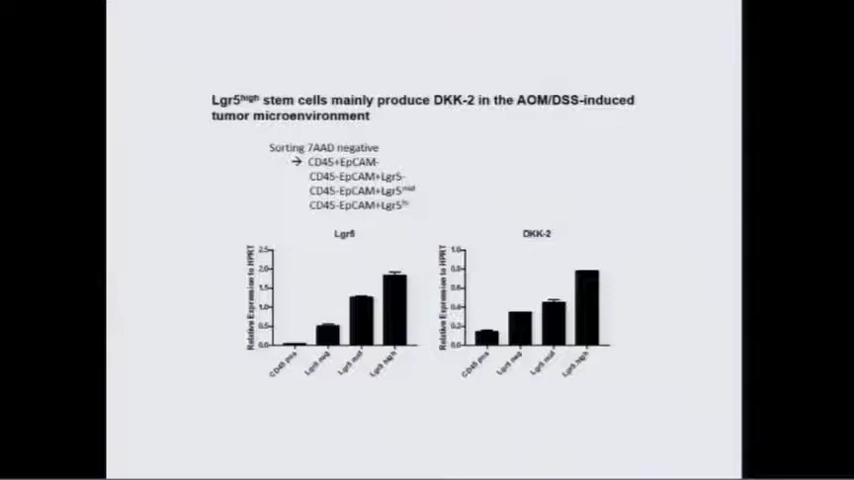 Lgr5high stem cells mainly produce DKK-2 in the AOM/DSS-induced
tumor microenvironment
Sorting 7AAD negative
→ CD45+EpCAM-
CD45-EpCAM+Lgr5-
CD45-EpCAM+Lgr5mid
CD45-EpCAM+Lgr5hi
Lgr5
Relative Expression to HPRT
2.5
2.0
1.5
1.0
0.5
0.0
CD45 pos
Lgr5 neg
Lgr5 mid
Lgr5 high
DKK-2
Relative Expression to HPRT
1.0
0.8
0.6
0.4
0.2
0.0
CD45 pos
Lgr5 neg
Lgr5 mid
Lgr5 high